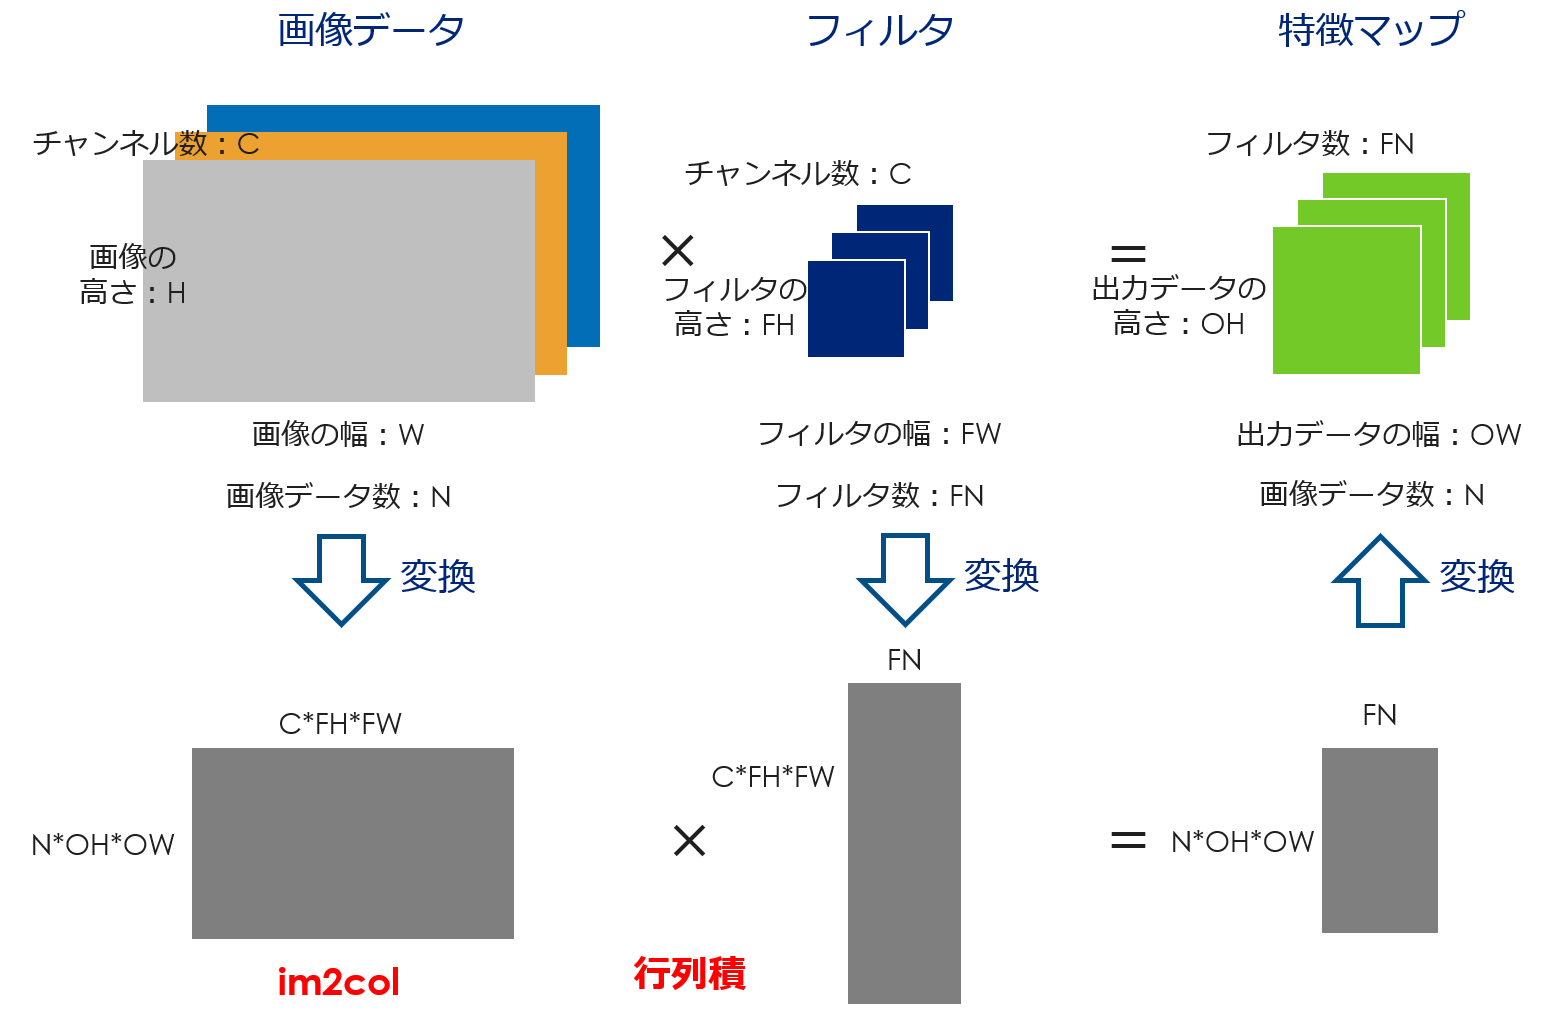 画像データ
フィルタ
特徴マップ
チャンネル数：C
画像の
高さ：H
画像の幅：W
画像データ数：N
×
チャンネル数：C
フィルタの
高さ：FH
フィルタの幅：FW
フィルタ数：FN
=
フィルタ数：FN
出力データの
高さ：OH
出力データの幅：OW
画像データ数：N
変換
変換
変換
C*FH*FW
N*OH*OW
im2col
×
行列積
FN
C*FH*FW
=
FN
N*OH*OW